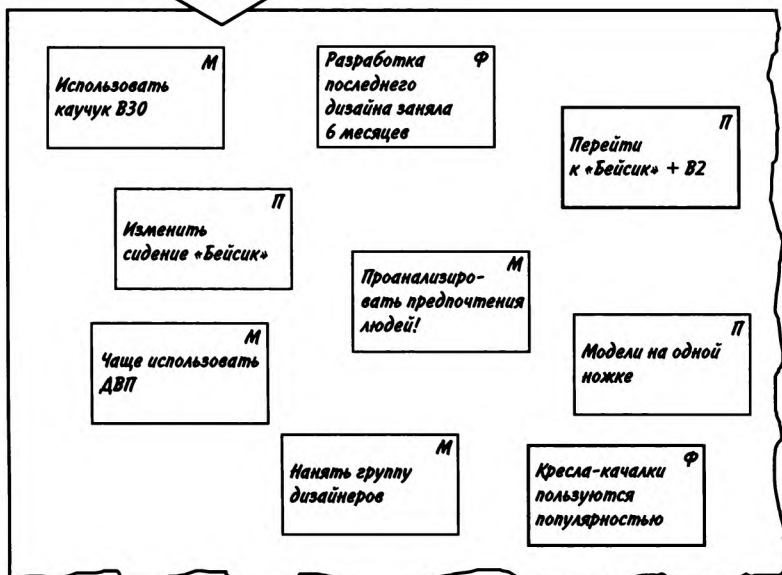 М
Использовать
каучук В30
Разработка Ф
последнего
дизайна заняла
6 месяцев
П
Перейти
к «Бейсик» + В2
П
Изменить
сидение «Бейсик»
М
Проанализиро-
вать предпочтения
людей!
М
Чаще использовать
ДВП
П
Модели на одной
ножке
М
Нанять группу
дизайнеров
Кресла-качалки Ф
пользуются
популярностью